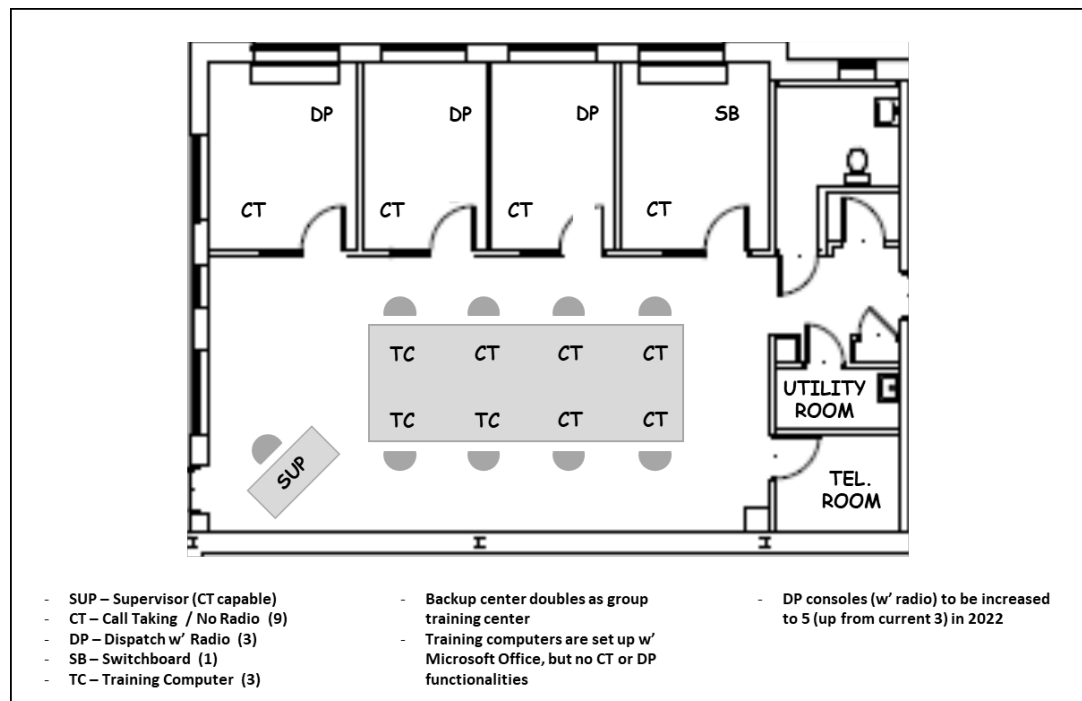 DP DP DP SB
CT CT CT CT
TC CT CT CT
TC TC CT CT
SUP
UTILITY
ROOM
TEL.
ROOM
- SUP – Supervisor (CT capable)
- CT – Call Taking / No Radio (9)
- DP – Dispatch w’ Radio (3)
- SB – Switchboard (1)
- TC – Training Computer (3)
- Backup center doubles as group
training center
- Training computers are set up w’
Microsoft Office, but no CT or DP
functionalities
- DP consoles (w’ radio) to be increased
to 5 (up from current 3) in 2022